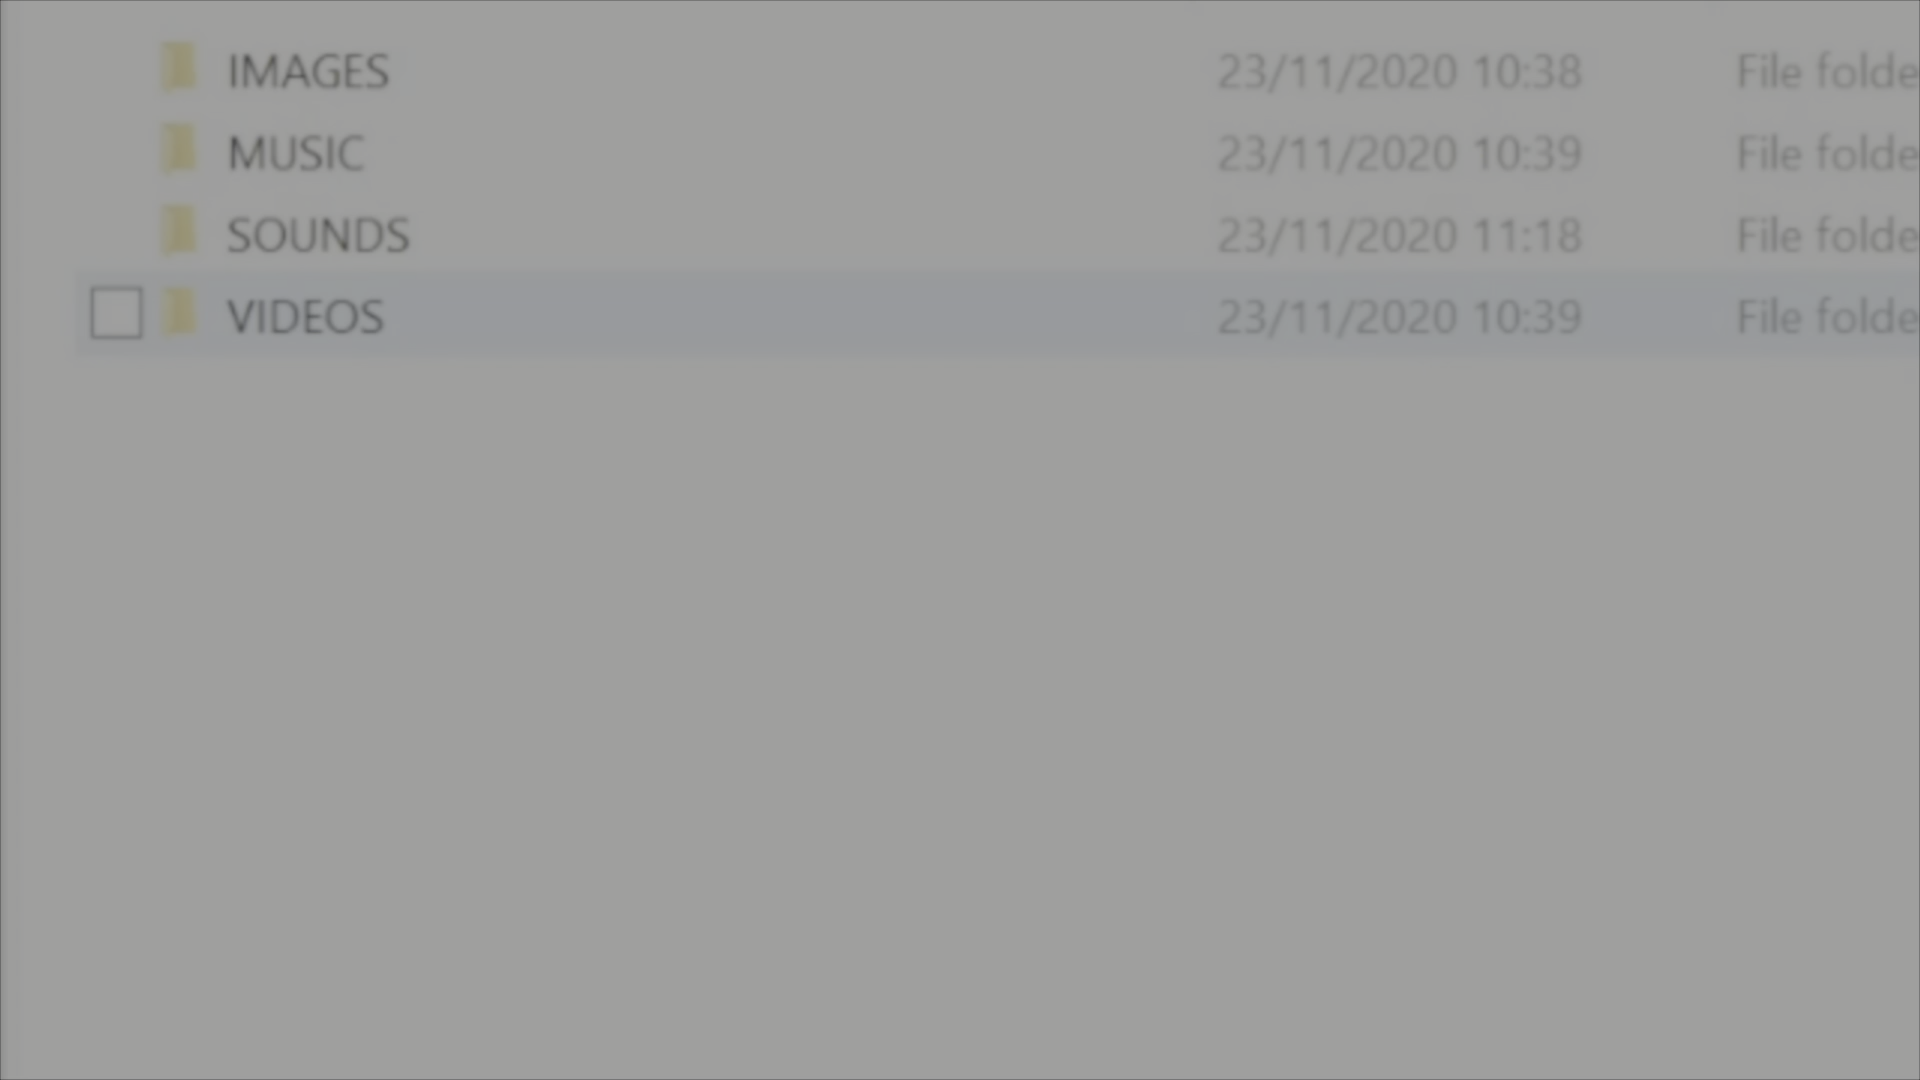 IMAGES 23/11/2020 10:38 File folde
MUSIC 23/11/2020 10:39 File folde
SOUNDS 23/11/2020 11:18 File folde
VIDEOS 23/11/2020 10:39 File folde